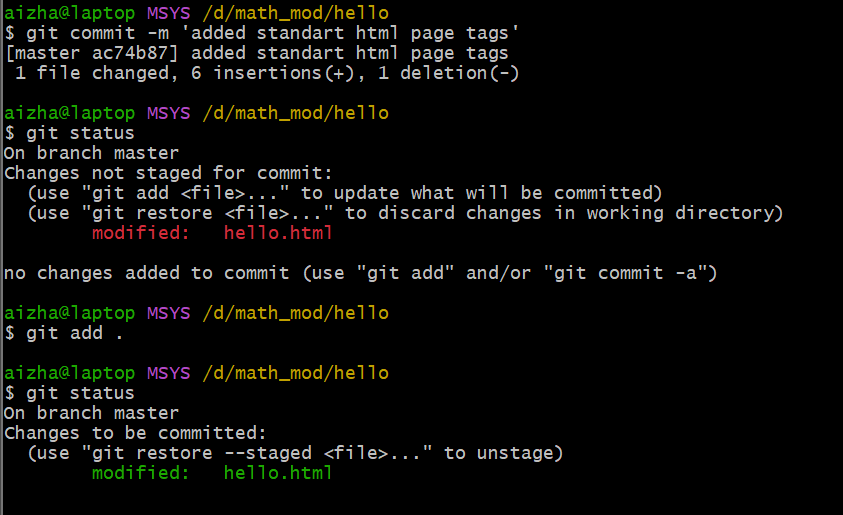 aizha@laptop MSYS /d/math_mod/hello
$ git commit -m 'added standart html page tags'
[master ac74b87] added standart html page tags
 1 file changed, 6 insertions(+), 1 deletion(-)

aizha@laptop MSYS /d/math_mod/hello
$ git status
On branch master
Changes not staged for commit:
  (use "git add <file>..." to update what will be committed)
  (use "git restore <file>..." to discard changes in working directory)
        modified:   hello.html

no changes added to commit (use "git add" and/or "git commit -a")

aizha@laptop MSYS /d/math_mod/hello
$ git add .

aizha@laptop MSYS /d/math_mod/hello
$ git status
On branch master
Changes to be committed:
  (use "git restore --staged <file>..." to unstage)
        modified:   hello.html